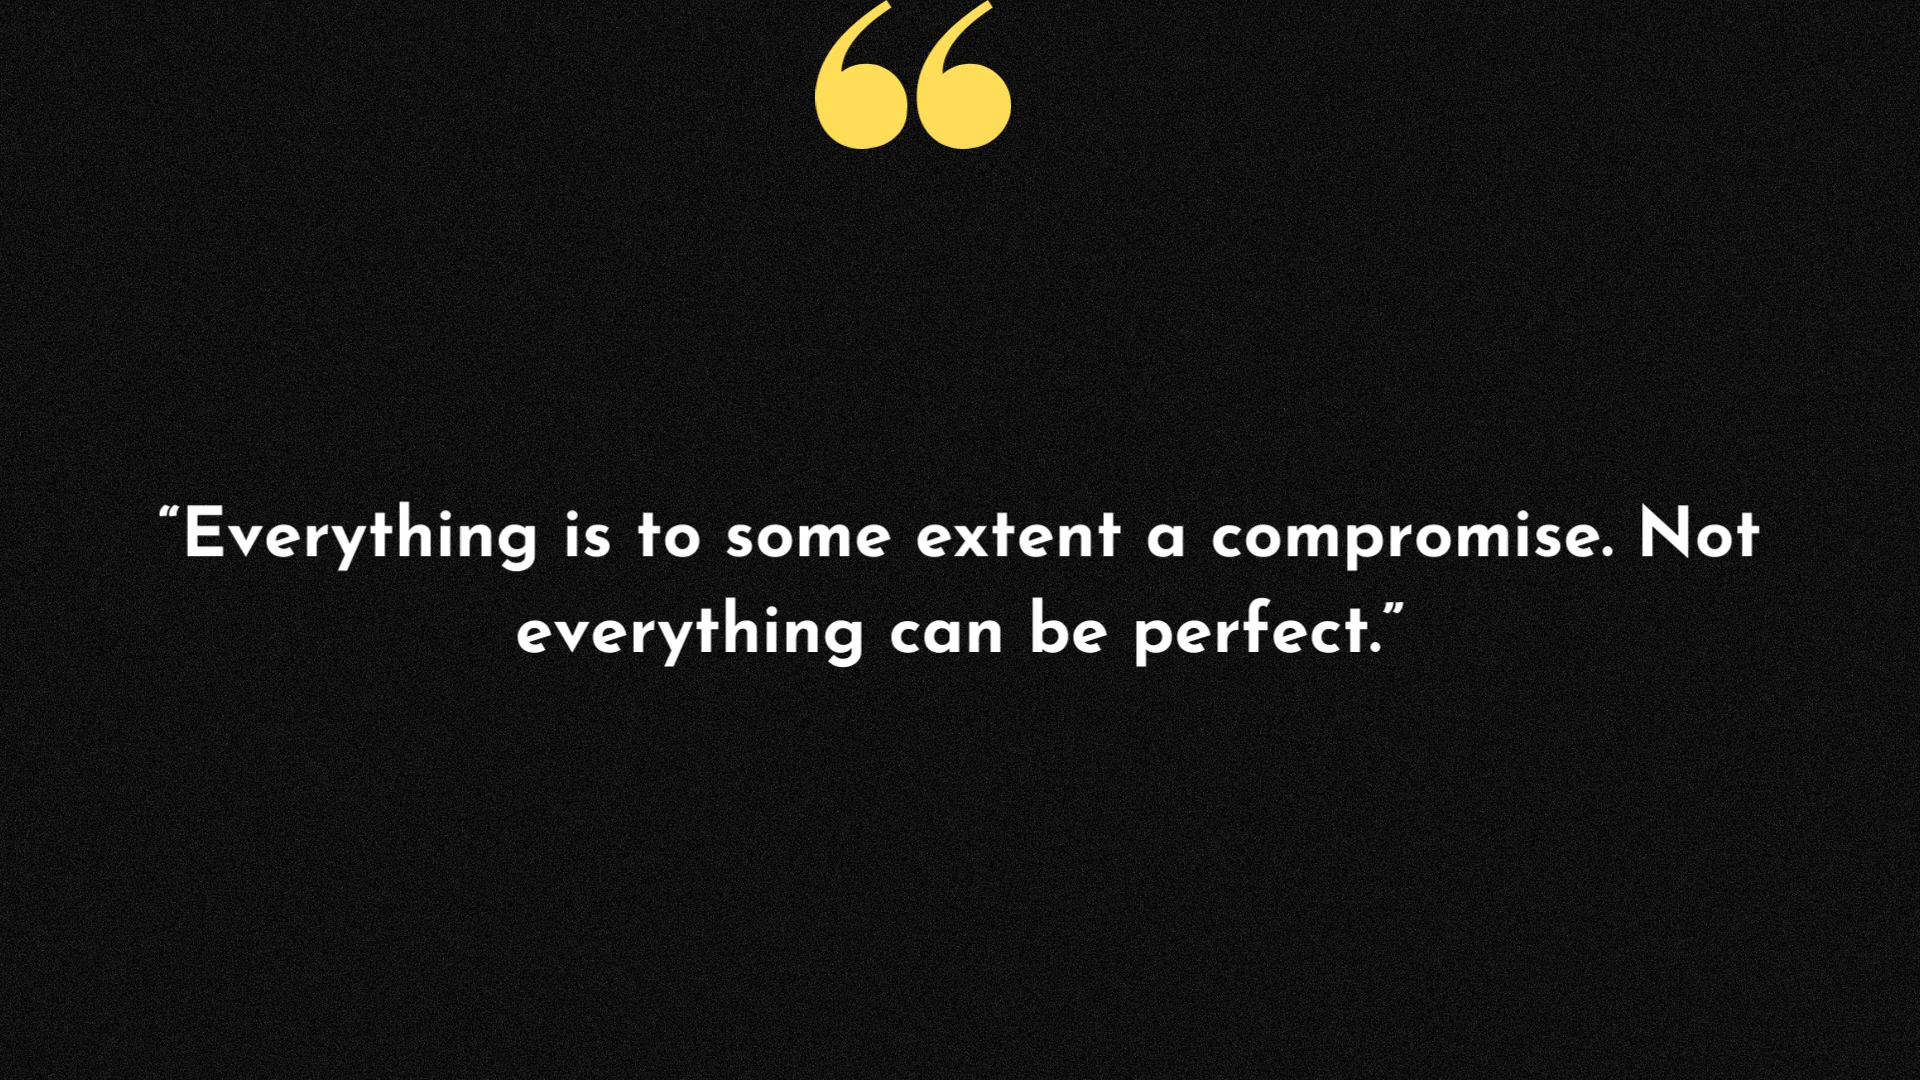 “
“Everything is to some extent a compromise. Not
everything can be perfect.”